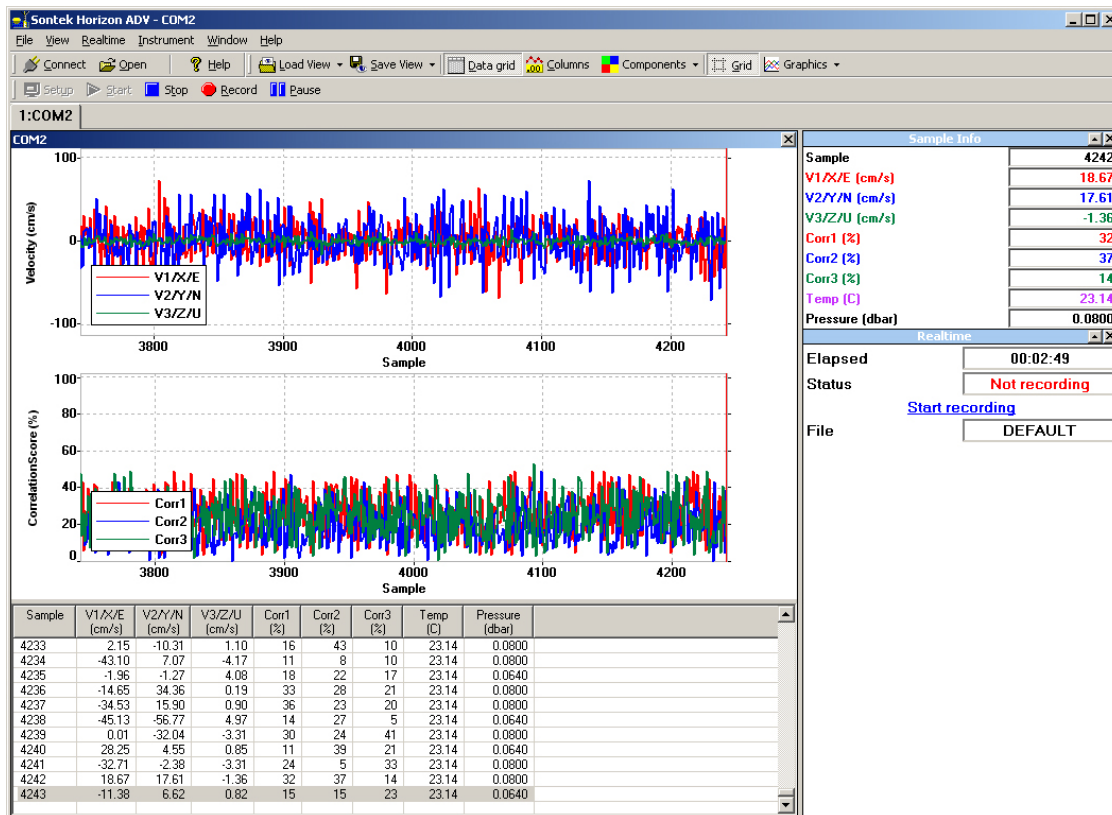 Sontek Horizon ADV - COM2
File View Realtime Instrument Window Help
Connect Open Help Load View Save View Data grid Columns Components Grid Graphics
Setup Start Stop Record Pause
1:COM2
COM2
100
0
-100
Velocity (cm/s)
V1/X/E
V2/Y/N
V3/Z/U
3800 3900 4000 4100 4200
Sample
100
80
60
40
20
0
CorrelationScore (%)
Corr1
Corr2
Corr3
3800 3900 4000 4100 4200
Sample
Sample V1/X/E (cm/s) V2/Y/N (cm/s) V3/Z/U (cm/s) Corr1 (%) Corr2 (%) Corr3 (%) Temp (C) Pressure (dbar)
4233 2.15 -10.31 1.10 16 43 10 23.14 0.0800
4234 -43.10 7.07 -4.17 11 8 10 23.14 0.0800
4235 -1.96 -1.27 4.08 18 22 17 23.14 0.0640
4236 -14.65 34.36 0.19 33 28 21 23.14 0.0800
4237 -34.53 15.90 0.90 36 23 20 23.14 0.0800
4238 -45.13 -56.77 4.97 14 27 5 23.14 0.0640
4239 0.01 -32.04 -3.31 30 24 41 23.14 0.0800
4240 28.25 4.55 0.85 11 39 21 23.14 0.0640
4241 -32.71 -2.38 -3.31 24 5 33 23.14 0.0800
4242 18.67 17.61 -1.36 32 37 14 23.14 0.0800
4243 -11.38 6.62 0.82 15 15 23 23.14 0.0640
Sample Info
Sample 4242
V1/X/E (cm/s) 18.67
V2/Y/N (cm/s) 17.61
V3/Z/U (cm/s) -1.36
Corr1 (%) 32
Corr2 (%) 37
Corr3 (%) 14
Temp (C) 23.14
Pressure (dbar) 0.0800
Realtime
Elapsed 00:02:49
Status Not recording
Start recording
File DEFAULT